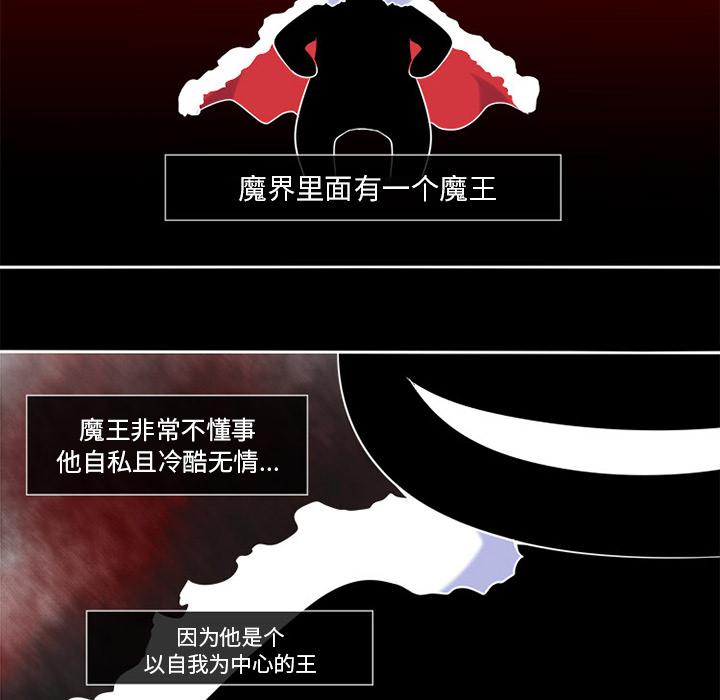 魔界里面有一个魔王
魔王非常不懂事
他自私且冷酷无情...
因为他是个
以自我为中心的王